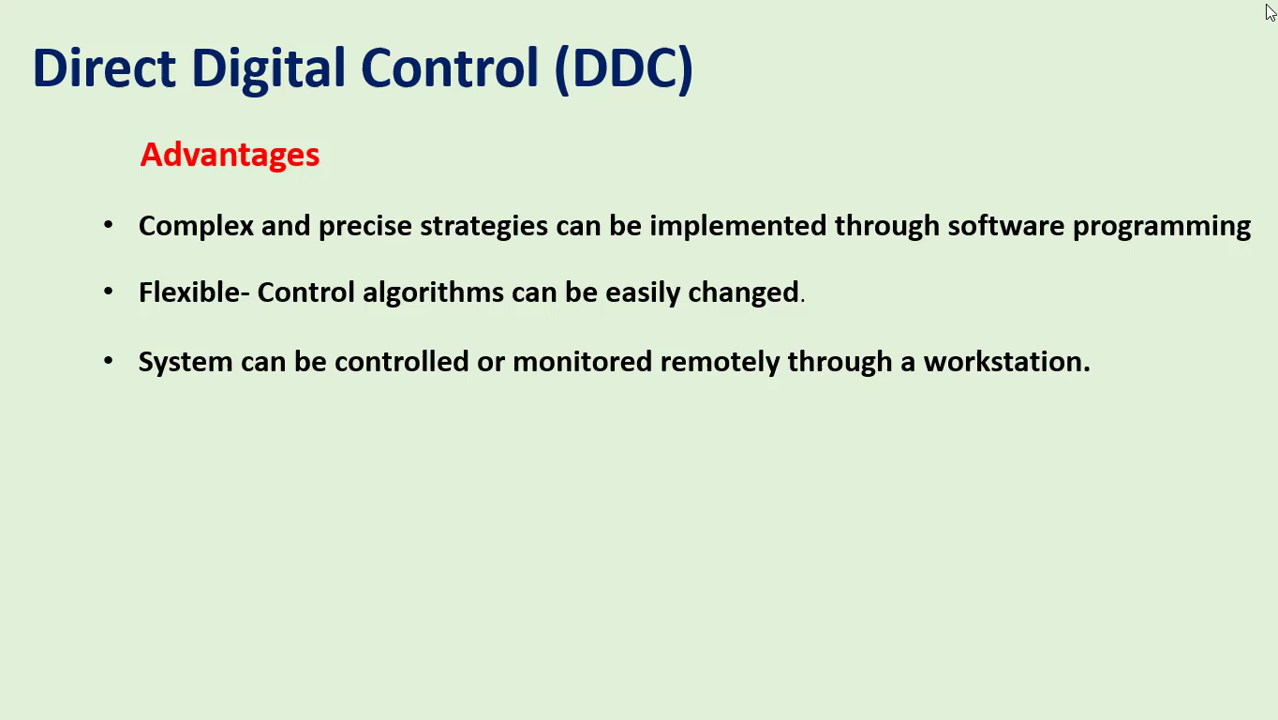 Direct Digital Control (DDC)
Advantages
• Complex and precise strategies can be implemented through software programming
• Flexible- Control algorithms can be easily changed.
• System can be controlled or monitored remotely through a workstation.